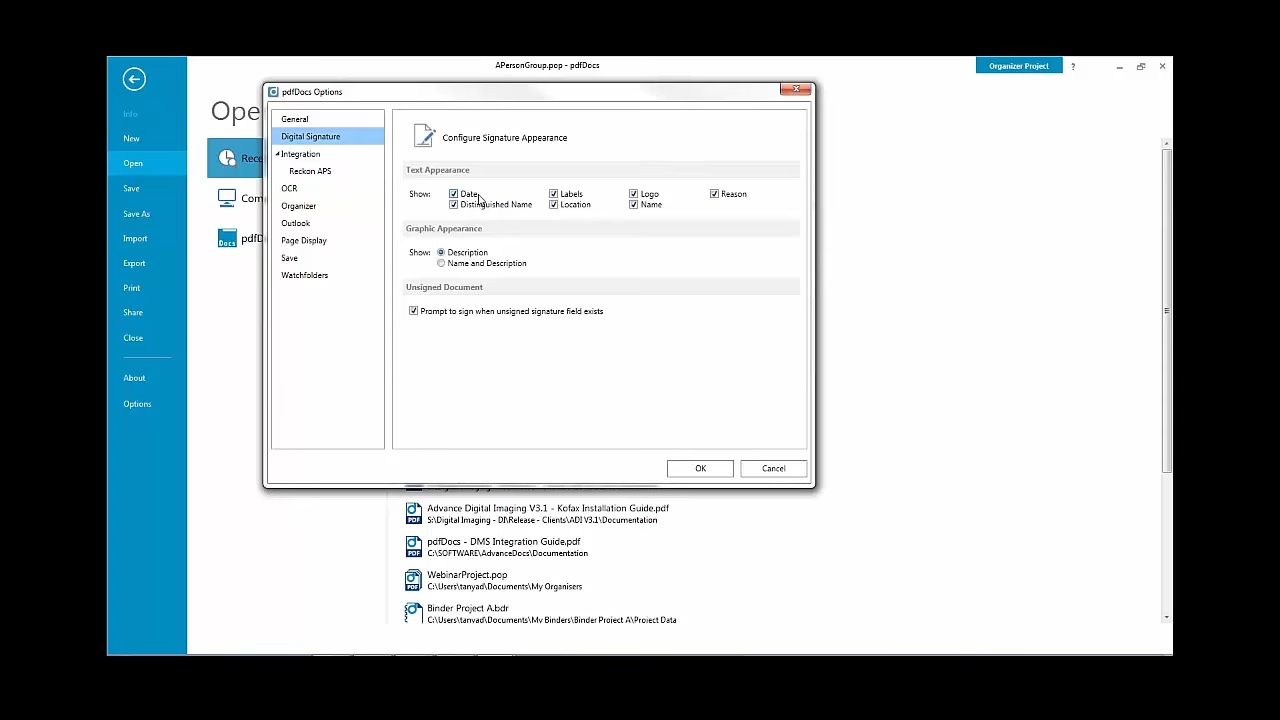 APersonGroup.pop - pdfDocs
Organizer Project
?
pdfDocs Options
Info
New
Open
Save
Save As
Import
Export
Print
Share
Close
About
Options
General
Digital Signature
Integration
Reckon APS
OCR
Organizer
Outlook
Page Display
Save
Watchfolders
Configure Signature Appearance
Text Appearance
Show: Date Labels Logo Reason
Distinguished Name Location Name
Graphic Appearance
Show: Description
Name and Description
Unsigned Document
Prompt to sign when unsigned signature field exists
OK Cancel
Advance Digital Imaging V3.1 - Kofax Installation Guide.pdf
S:\Digital Imaging - DI\Release - Clients\ADI V3.1\Documentation
pdfDocs - DMS Integration Guide.pdf
C:\SOFTWARE\AdvanceDocs\Documentation
WebinarProject.pop
C:\Users\tanyad\Documents\My Organisers
Binder Project A.bdr
C:\Users\tanyad\Documents\My Binders\Binder Project A\Project Data